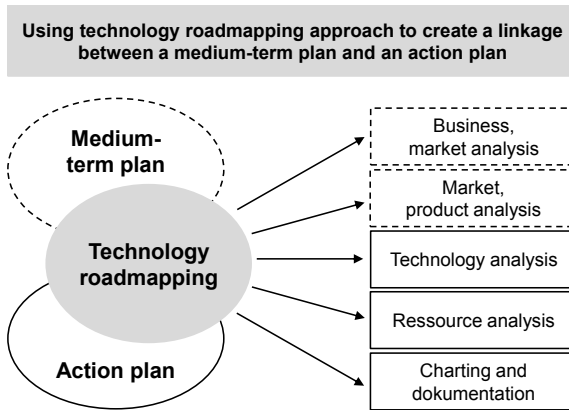 Using technology roadmapping approach to create a linkage
between a medium-term plan and an action plan
Medium-
term plan
Technology
roadmapping
Action plan
Business,
market analysis
Market,
product analysis
Technology analysis
Ressource analysis
Charting and
dokumentation